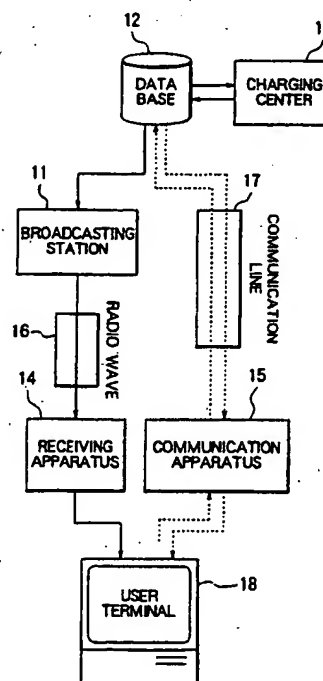 12
DATA
BASE
CHARGING
CENTER
11
BROADCASTING
STATION
17
COMMUNICATION
LINE
16
RADIO WAVE
14
RECEIVING
APPARATUS
15
COMMUNICATION
APPARATUS
18
USER
TERMINAL